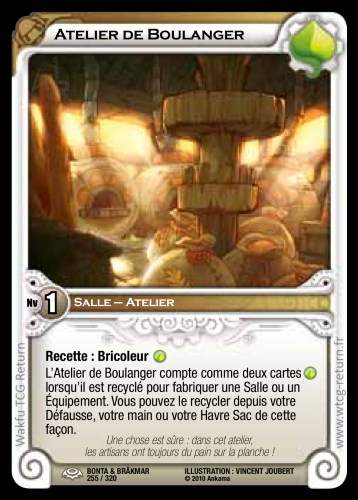 Atelier de Boulanger
Nv 1
Salle – Atelier
Recette : Bricoleur
L'Atelier de Boulanger compte comme deux cartes
lorsqu'il est recyclé pour fabriquer une Salle ou un
Équipement. Vous pouvez le recycler depuis votre
Défausse, votre main ou votre Havre Sac de cette
façon.
Une chose est sûre : dans cet atelier,
les artisans ont toujours du pain sur la planche !
BONTA & BRÂKMAR
255 / 320
ILLUSTRATION : VINCENT JOUBERT
© 2010 Ankama
Wakfu TCG Return
www.wtcg-return.fr